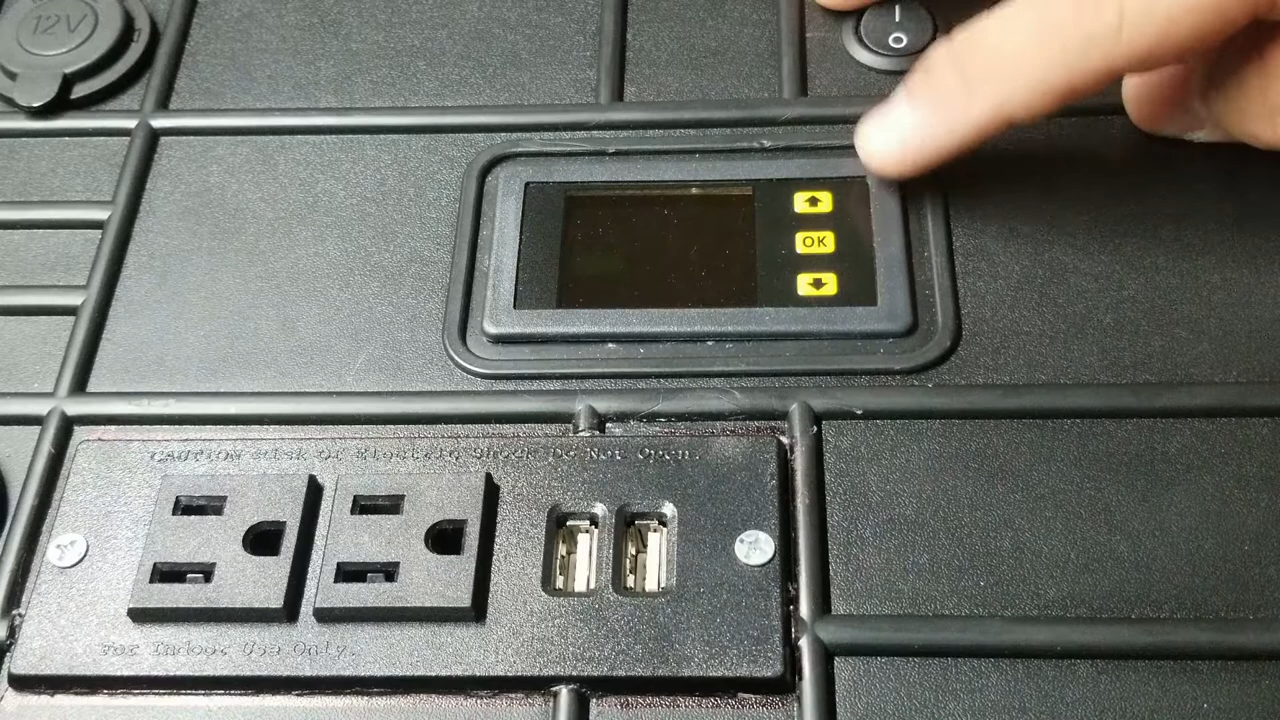 12V
OK
CAUTION Risk of Electric Shock Do Not Open.
For Indoor Use Only.